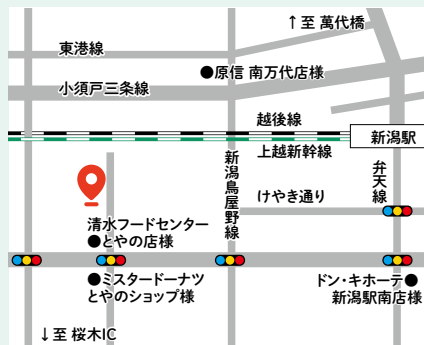 ↑至 萬代橋
東港線
●原信 南万代店様
小須戸三条線
越後線
新潟駅
上越新幹線
新潟鳥屋野線
弁天線
けやき通り
清水フードセンター
●とやの店様
●ミスタードーナツ
とやのショップ様
ドン・キホーテ●
新潟駅南店様
↓至 桜木IC